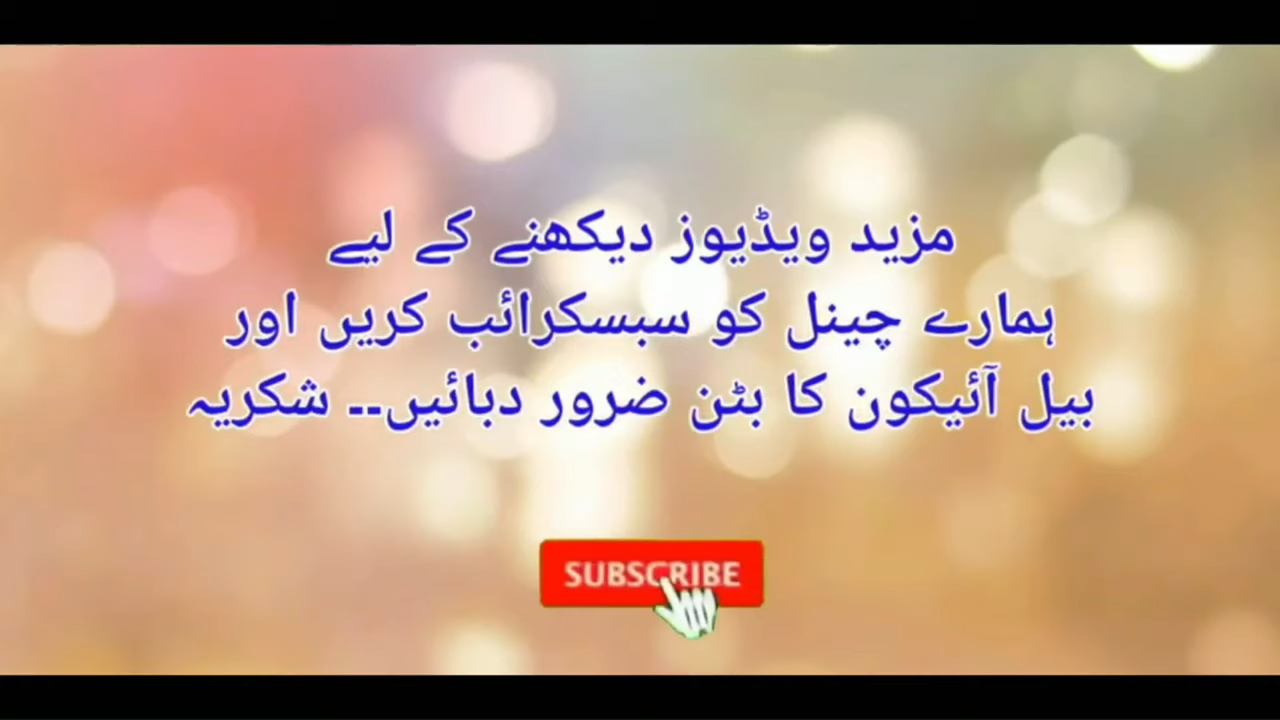 مزید ویڈیوز دیکھنے کے لیے
ہمارے چینل کو سبسکرائب کریں اور
بیل آئیکون کا بٹن ضرور دبائیں۔۔ شکریہ
SUBSCRIBE